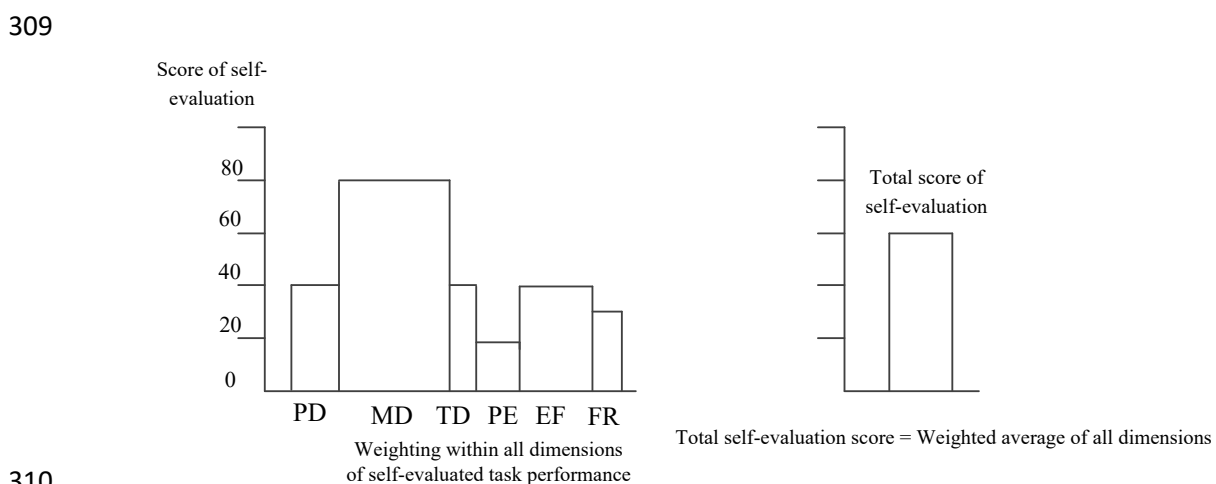 309
Score of self-
evaluation
80
60
40
20
0
PD MD TD PE EF FR
Weighting within all dimensions
of self-evaluated task performance
Total score of
self-evaluation
Total self-evaluation score = Weighted average of all dimensions
310